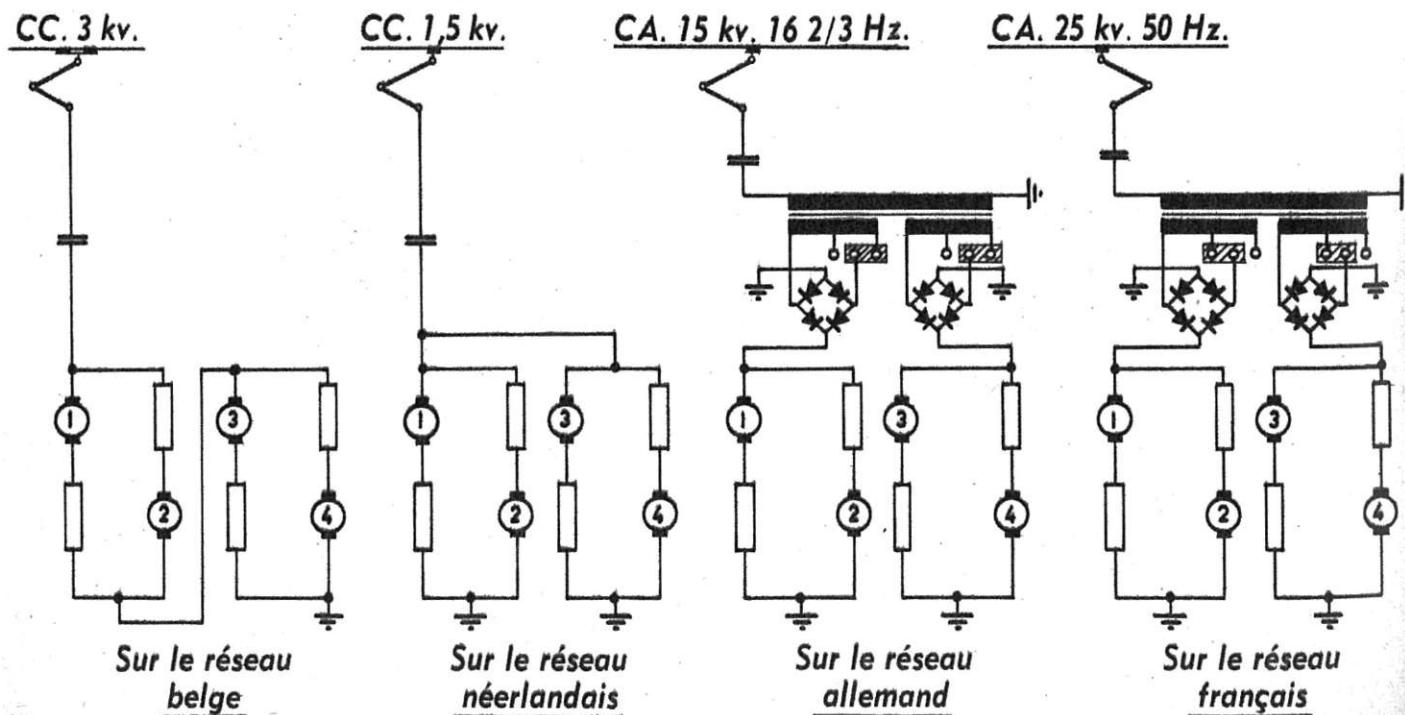 CC. 3 kv.
CC. 1,5 kv.
CA. 15 kv. 16 2/3 Hz.
CA. 25 kv. 50 Hz.
1
3
1
3
1
3
1
3
2
4
2
4
2
4
2
4
Sur le réseau
belge
Sur le réseau
néerlandais
Sur le réseau
allemand
Sur le réseau
français